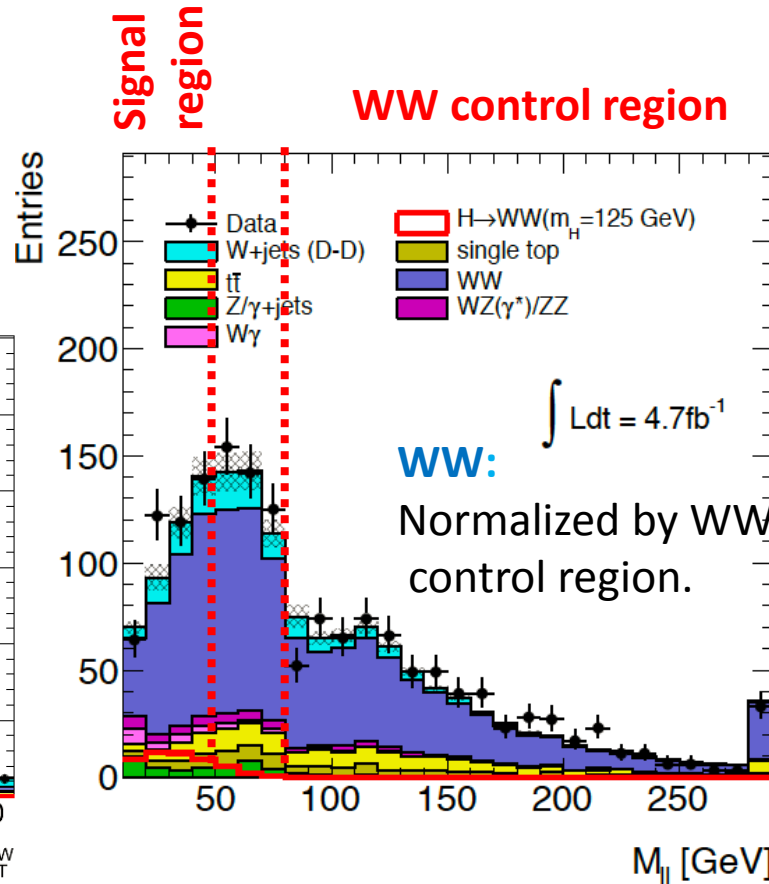 Signal
region
WW control region
Entries
Data
W+jets (D-D)
tt̄
Z/γ+jets
Wγ
H→WW(m_H=125 GeV)
single top
WW
WZ(γ*)/ZZ
∫ Ldt = 4.7fb⁻¹
WW:
Normalized by WW
control region.
250
200
150
100
50
0
50
100
150
200
250
M_ll [GeV]
0
W
T